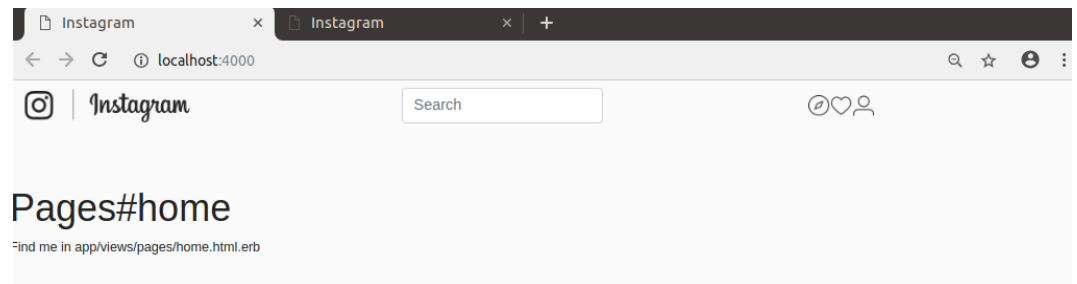 Instagram Instagram
localhost:4000
Instagram Search
Pages#home
Find me in app/views/pages/home.html.erb